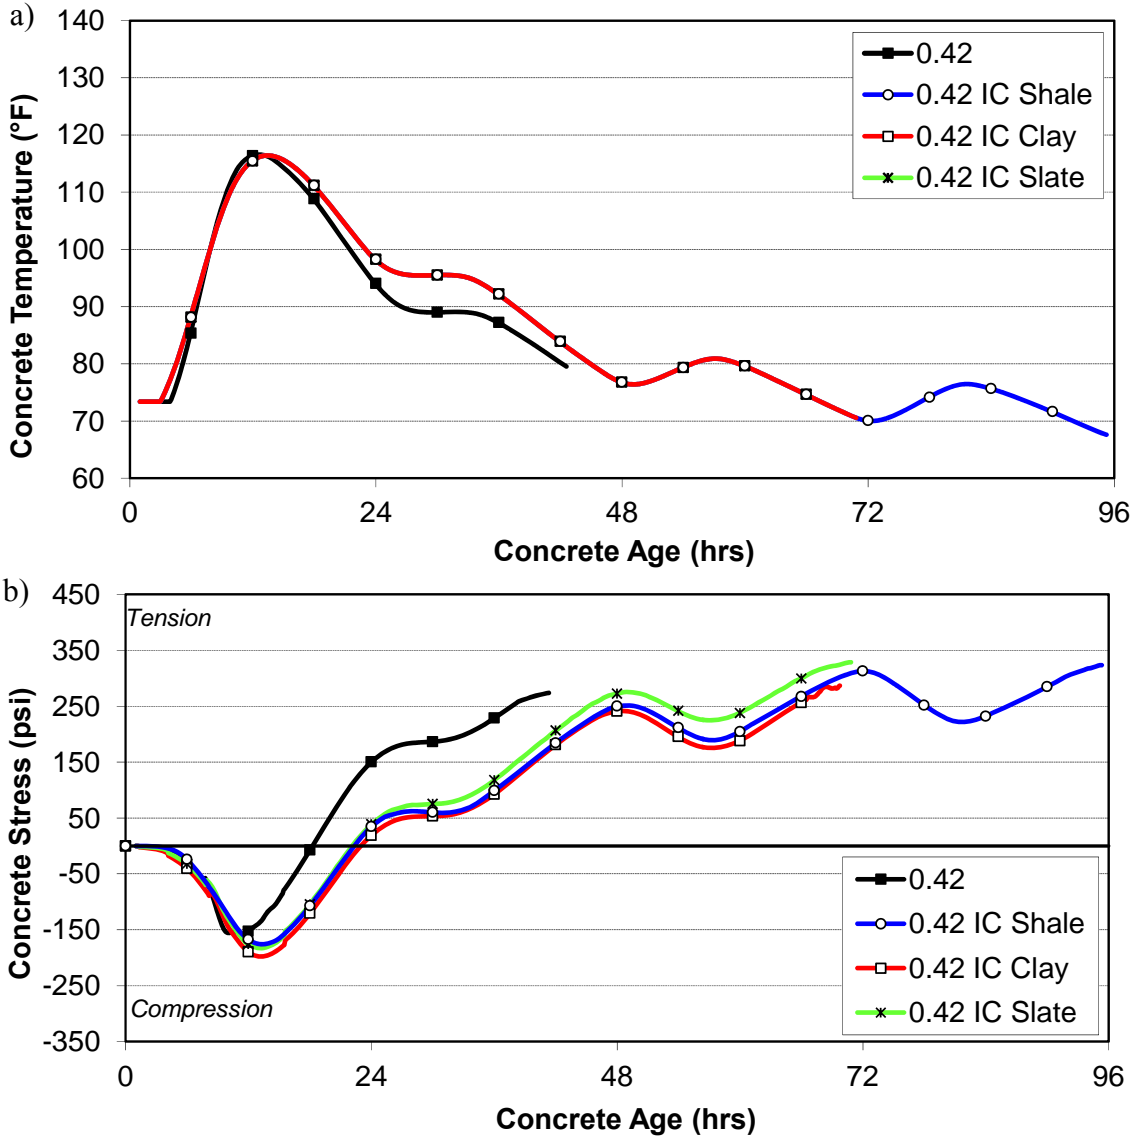 a)
140
130
120
110
100
90
80
70
60
Concrete Temperature (°F)
0.42
0.42 IC Shale
0.42 IC Clay
0.42 IC Slate
0 24 48 72 96
Concrete Age (hrs)
b)
450
350
250
150
50
-50
-150
-250
-350
Concrete Stress (psi)
Tension
Compression
0.42
0.42 IC Shale
0.42 IC Clay
0.42 IC Slate
0 24 48 72 96
Concrete Age (hrs)